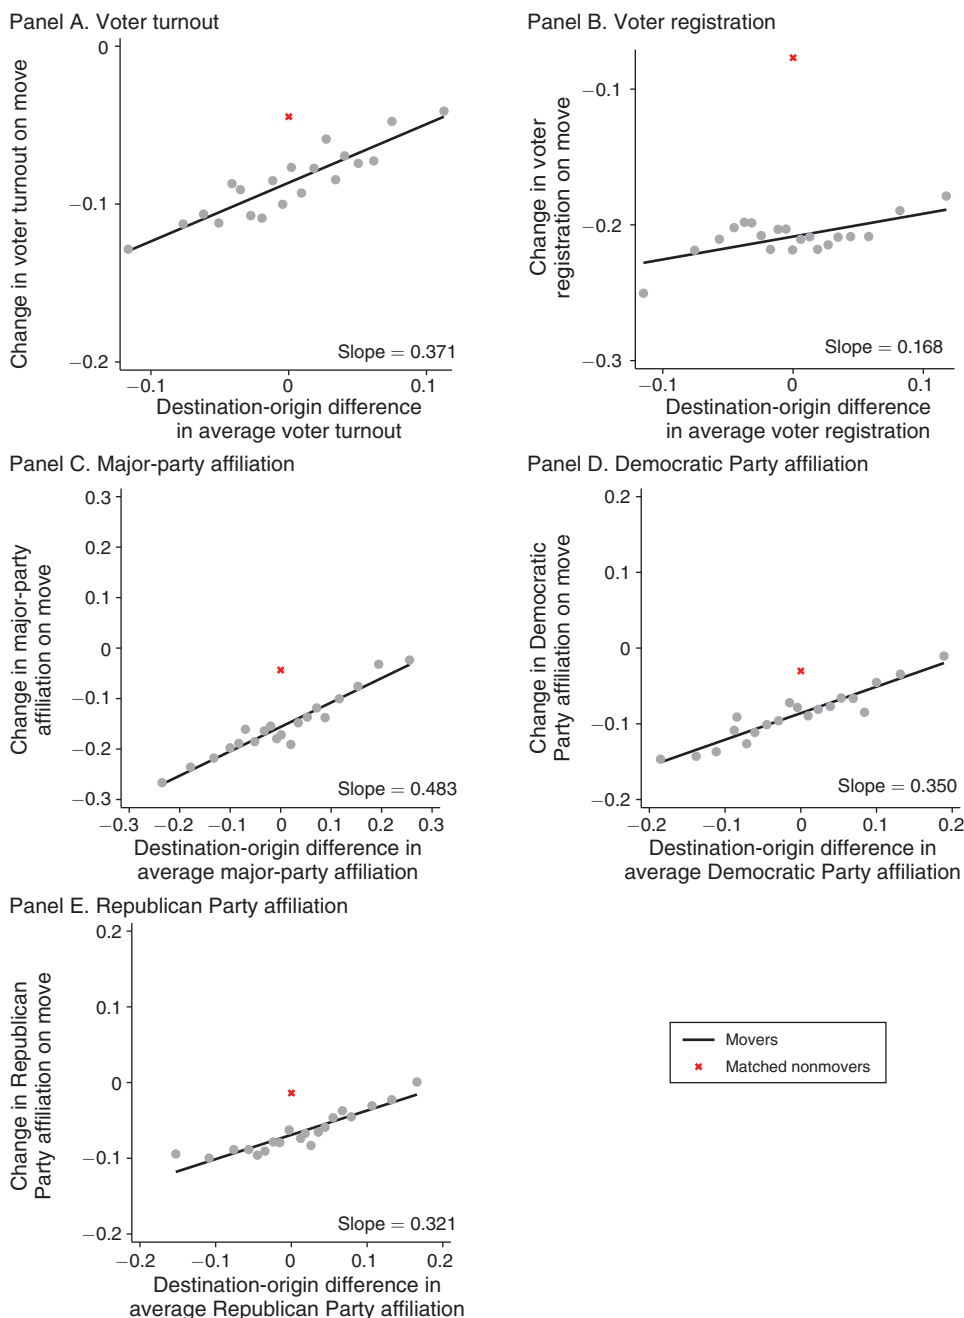 Panel A. Voter turnout
0
−0.1
−0.2
Change in voter turnout on move
Slope = 0.371
−0.1
0
0.1
Destination-origin difference
in average voter turnout
Panel B. Voter registration
−0.1
−0.2
−0.3
Change in voter
registration on move
Slope = 0.168
−0.1
0
0.1
Destination-origin difference
in average voter registration
Panel C. Major-party affiliation
0.3
0.2
0.1
0
−0.1
−0.2
−0.3
Change in major-party
affiliation on move
Slope = 0.483
−0.3
−0.2
−0.1
0
0.1
0.2
0.3
Destination-origin difference in
average major-party affiliation
Panel D. Democratic Party affiliation
0.2
0.1
0
−0.1
−0.2
Change in Democratic
Party affiliation on move
Slope = 0.350
−0.2
−0.1
0
0.1
0.2
Destination-origin difference in
average Democratic Party affiliation
Panel E. Republican Party affiliation
0.2
0.1
0
−0.1
−0.2
Change in Republican
Party affiliation on move
Slope = 0.321
−0.2
−0.1
0
0.1
0.2
Destination-origin difference in
average Republican Party affiliation
Movers
Matched nonmovers